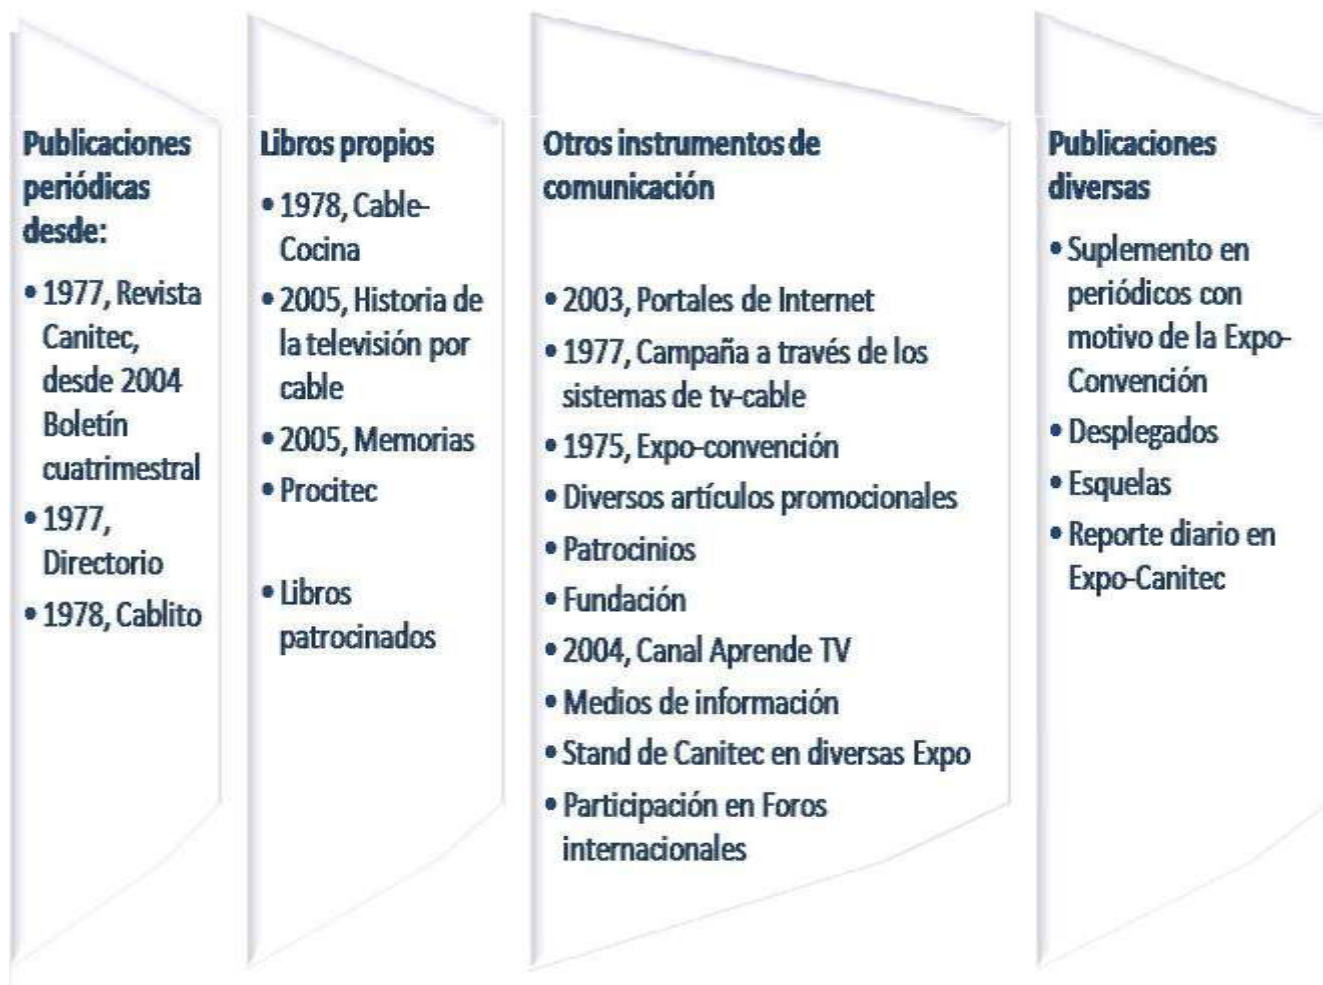 Publicaciones
periódicas
desde:
• 1977, Revista
Canitec,
desde 2004
Boletín
cuatrimestral
• 1977,
Directorio
• 1978, Cablito
Libros propios
• 1978, Cable-
Cocina
• 2005, Historia de
la televisión por
cable
• 2005, Memorias
• Procitec
• Libros
patrocinados
Otros instrumentos de
comunicación
• 2003, Portales de Internet
• 1977, Campaña a través de los
sistemas de tv-cable
• 1975, Expo-convención
• Diversos artículos promocionales
• Patrocinios
• Fundación
• 2004, Canal Aprende TV
• Medios de información
• Stand de Canitec en diversas Expo
• Participación en Foros
internacionales
Publicaciones
diversas
• Suplemento en
periódicos con
motivo de la Expo-
Convención
• Desplegados
• Esquelas
• Reporte diario en
Expo-Canitec